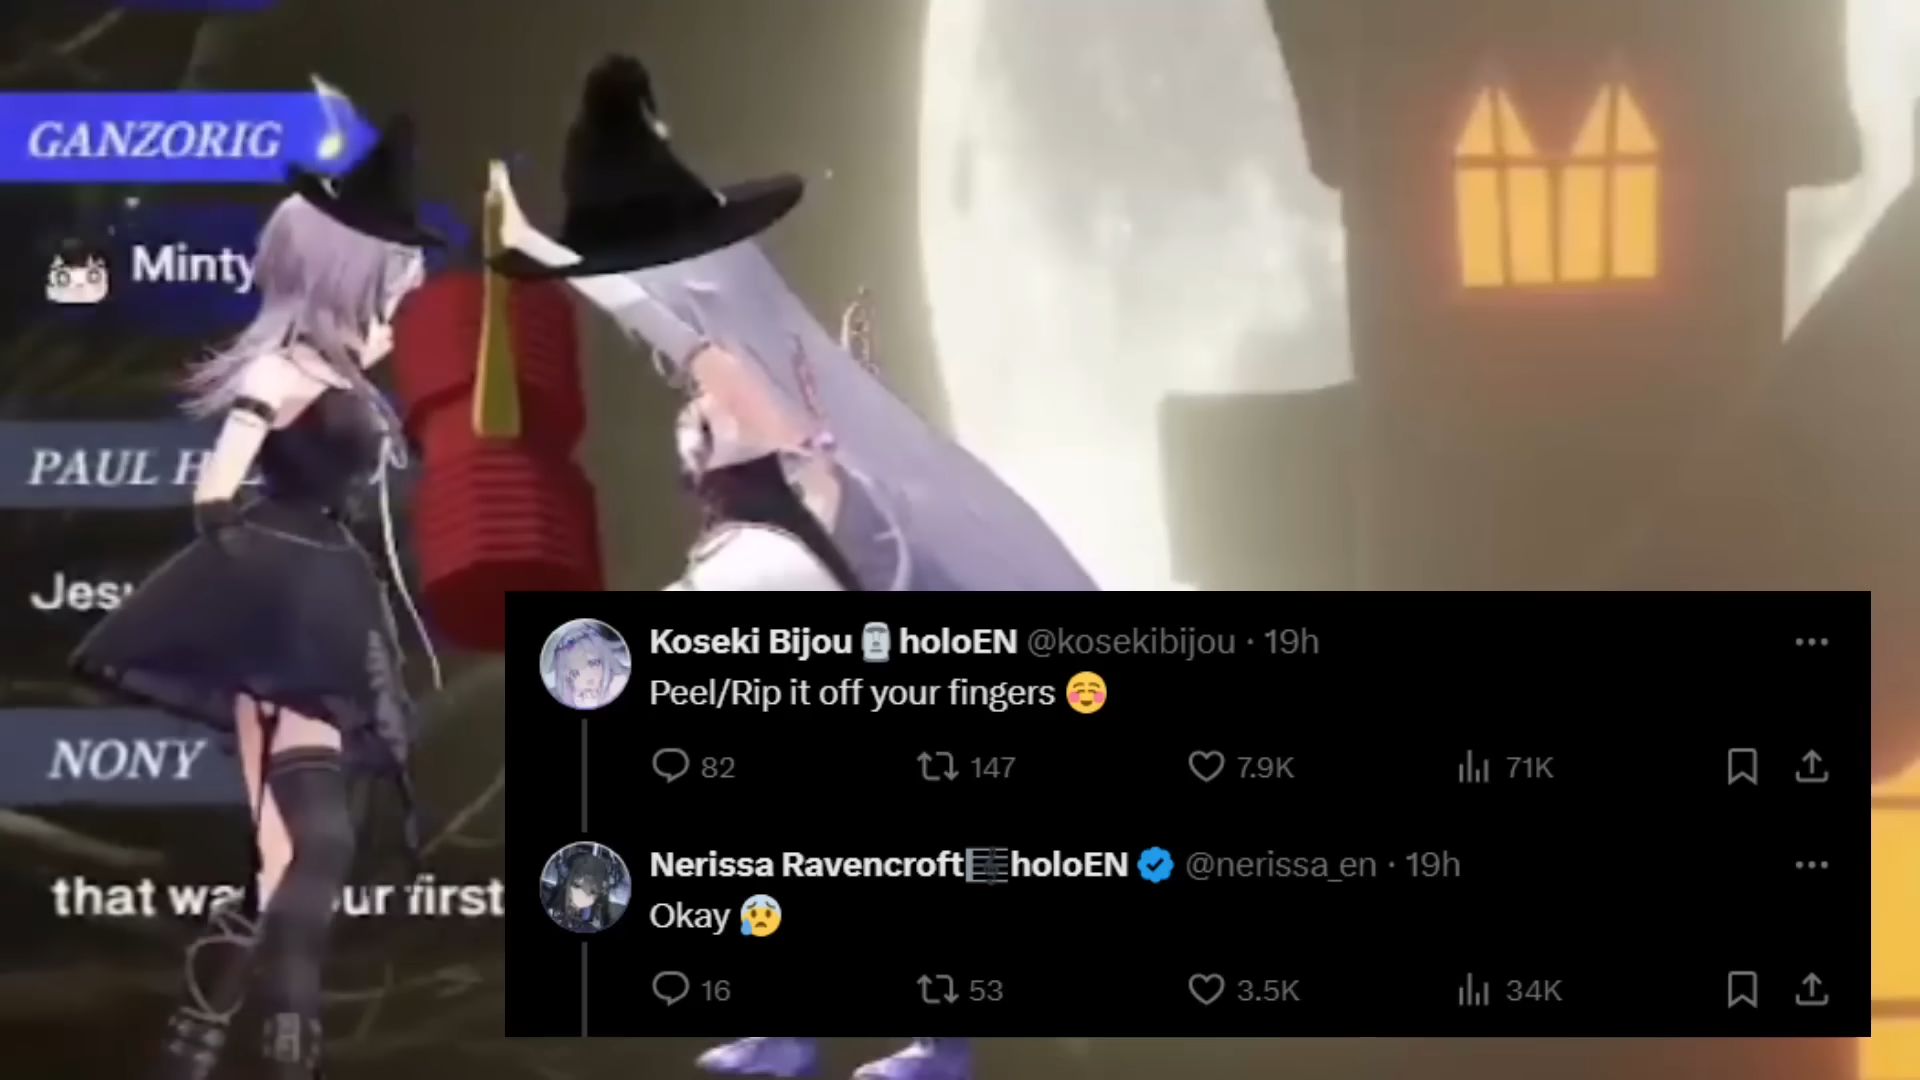 GANZORIG
Minty
PAUL H
Jesu
NONY
that wa ur first
Koseki Bijou🗿holoEN @kosekibijou · 19h
Peel/Rip it off your fingers ☺️
82 147 7.9K 71K
Nerissa Ravencroft🎼holoEN @nerissa_en · 19h
Okay 😰
16 53 3.5K 34K